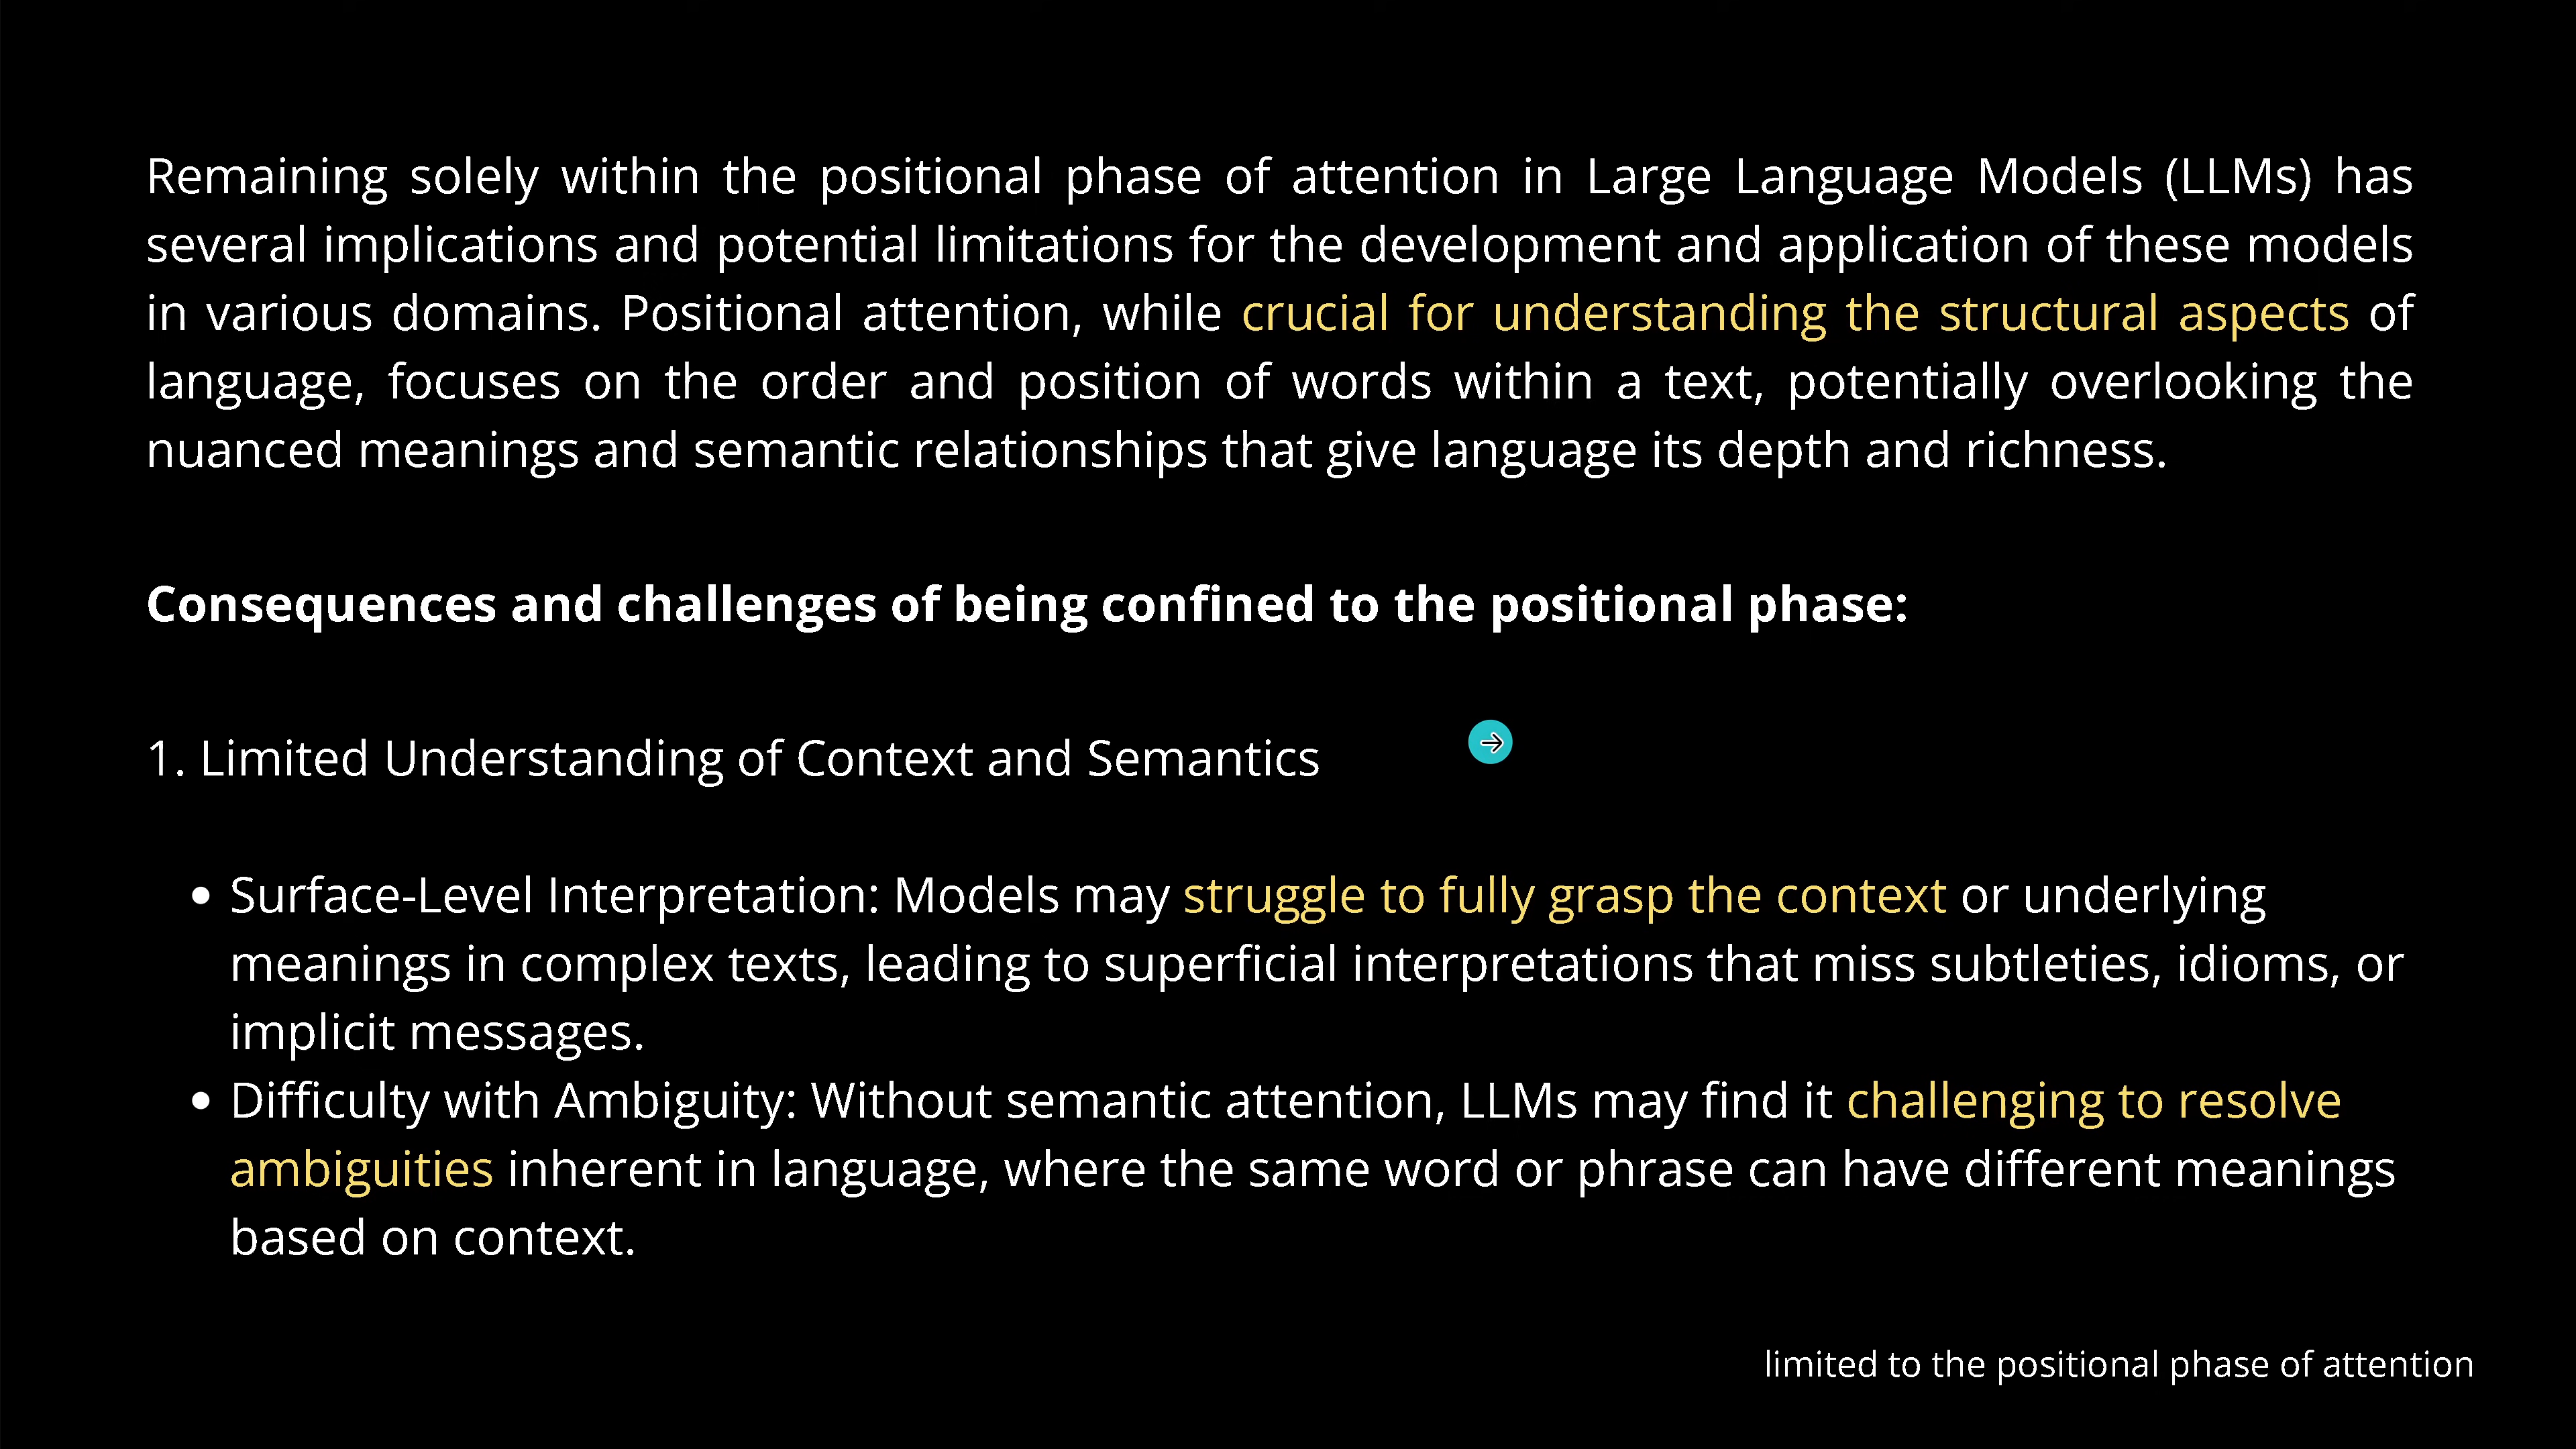 Remaining solely within the positional phase of attention in Large Language Models (LLMs) has
several implications and potential limitations for the development and application of these models
in various domains. Positional attention, while crucial for understanding the structural aspects of
language, focuses on the order and position of words within a text, potentially overlooking the
nuanced meanings and semantic relationships that give language its depth and richness.
Consequences and challenges of being confined to the positional phase:
1. Limited Understanding of Context and Semantics
• Surface-Level Interpretation: Models may struggle to fully grasp the context or underlying
meanings in complex texts, leading to superficial interpretations that miss subtleties, idioms, or
implicit messages.
• Difficulty with Ambiguity: Without semantic attention, LLMs may find it challenging to resolve
ambiguities inherent in language, where the same word or phrase can have different meanings
based on context.
limited to the positional phase of attention